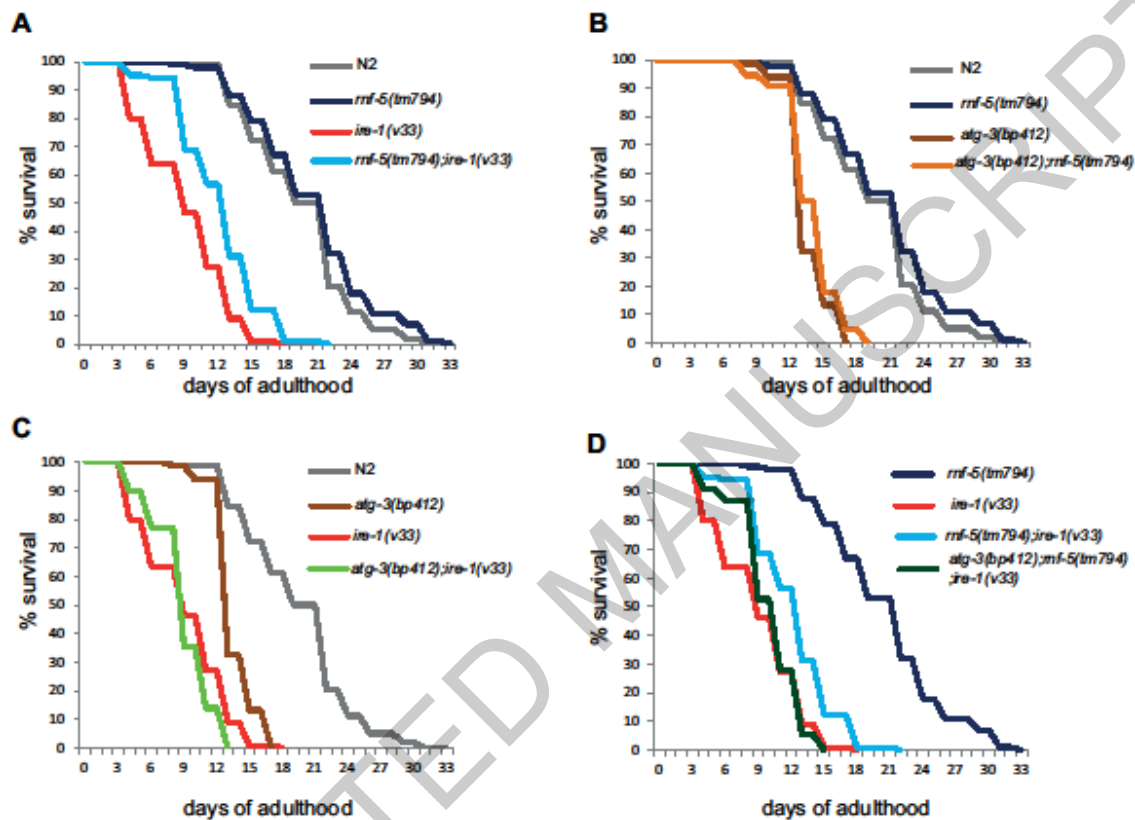 A
100
90
80
70
60
50
40
30
20
10
0
% survival
0 3 6 9 12 15 18 21 24 27 30 33
days of adulthood
N2
rnf-5(tm794)
ire-1(v33)
rnf-5(tm794);ire-1(v33)
B
100
90
80
70
60
50
40
30
20
10
0
% survival
0 3 6 9 12 15 18 21 24 27 30 33
days of adulthood
N2
rnf-5(tm794)
atg-3(bp412)
atg-3(bp412);rnf-5(tm794)
C
100
90
80
70
60
50
40
30
20
10
0
% survival
0 3 6 9 12 15 18 21 24 27 30 33
days of adulthood
N2
atg-3(bp412)
ire-1(v33)
atg-3(bp412);ire-1(v33)
D
100
90
80
70
60
50
40
30
20
10
0
% survival
0 3 6 9 12 15 18 21 24 27 30 33
days of adulthood
rnf-5(tm794)
ire-1(v33)
rnf-5(tm794);ire-1(v33)
atg-3(bp412);rnf-5(tm794)
;ire-1(v33)
TED MANUSCRIPT